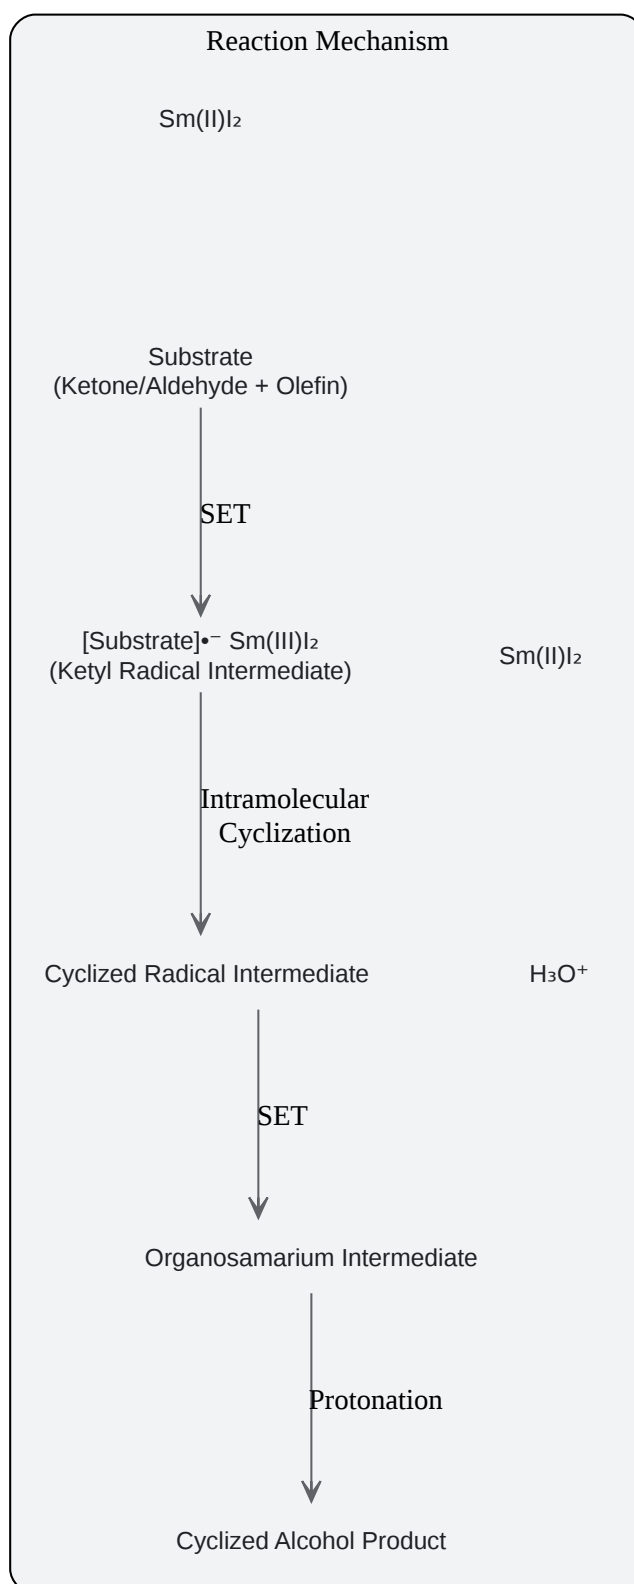 Reaction Mechanism
Sm(II)I₂
Substrate
(Ketone/Aldehyde + Olefin)
SET
[Substrate]•⁻ Sm(III)I₂
(Ketyl Radical Intermediate)
Sm(II)I₂
Intramolecular
Cyclization
Cyclized Radical Intermediate
H₃O⁺
SET
Organosamarium Intermediate
Protonation
Cyclized Alcohol Product